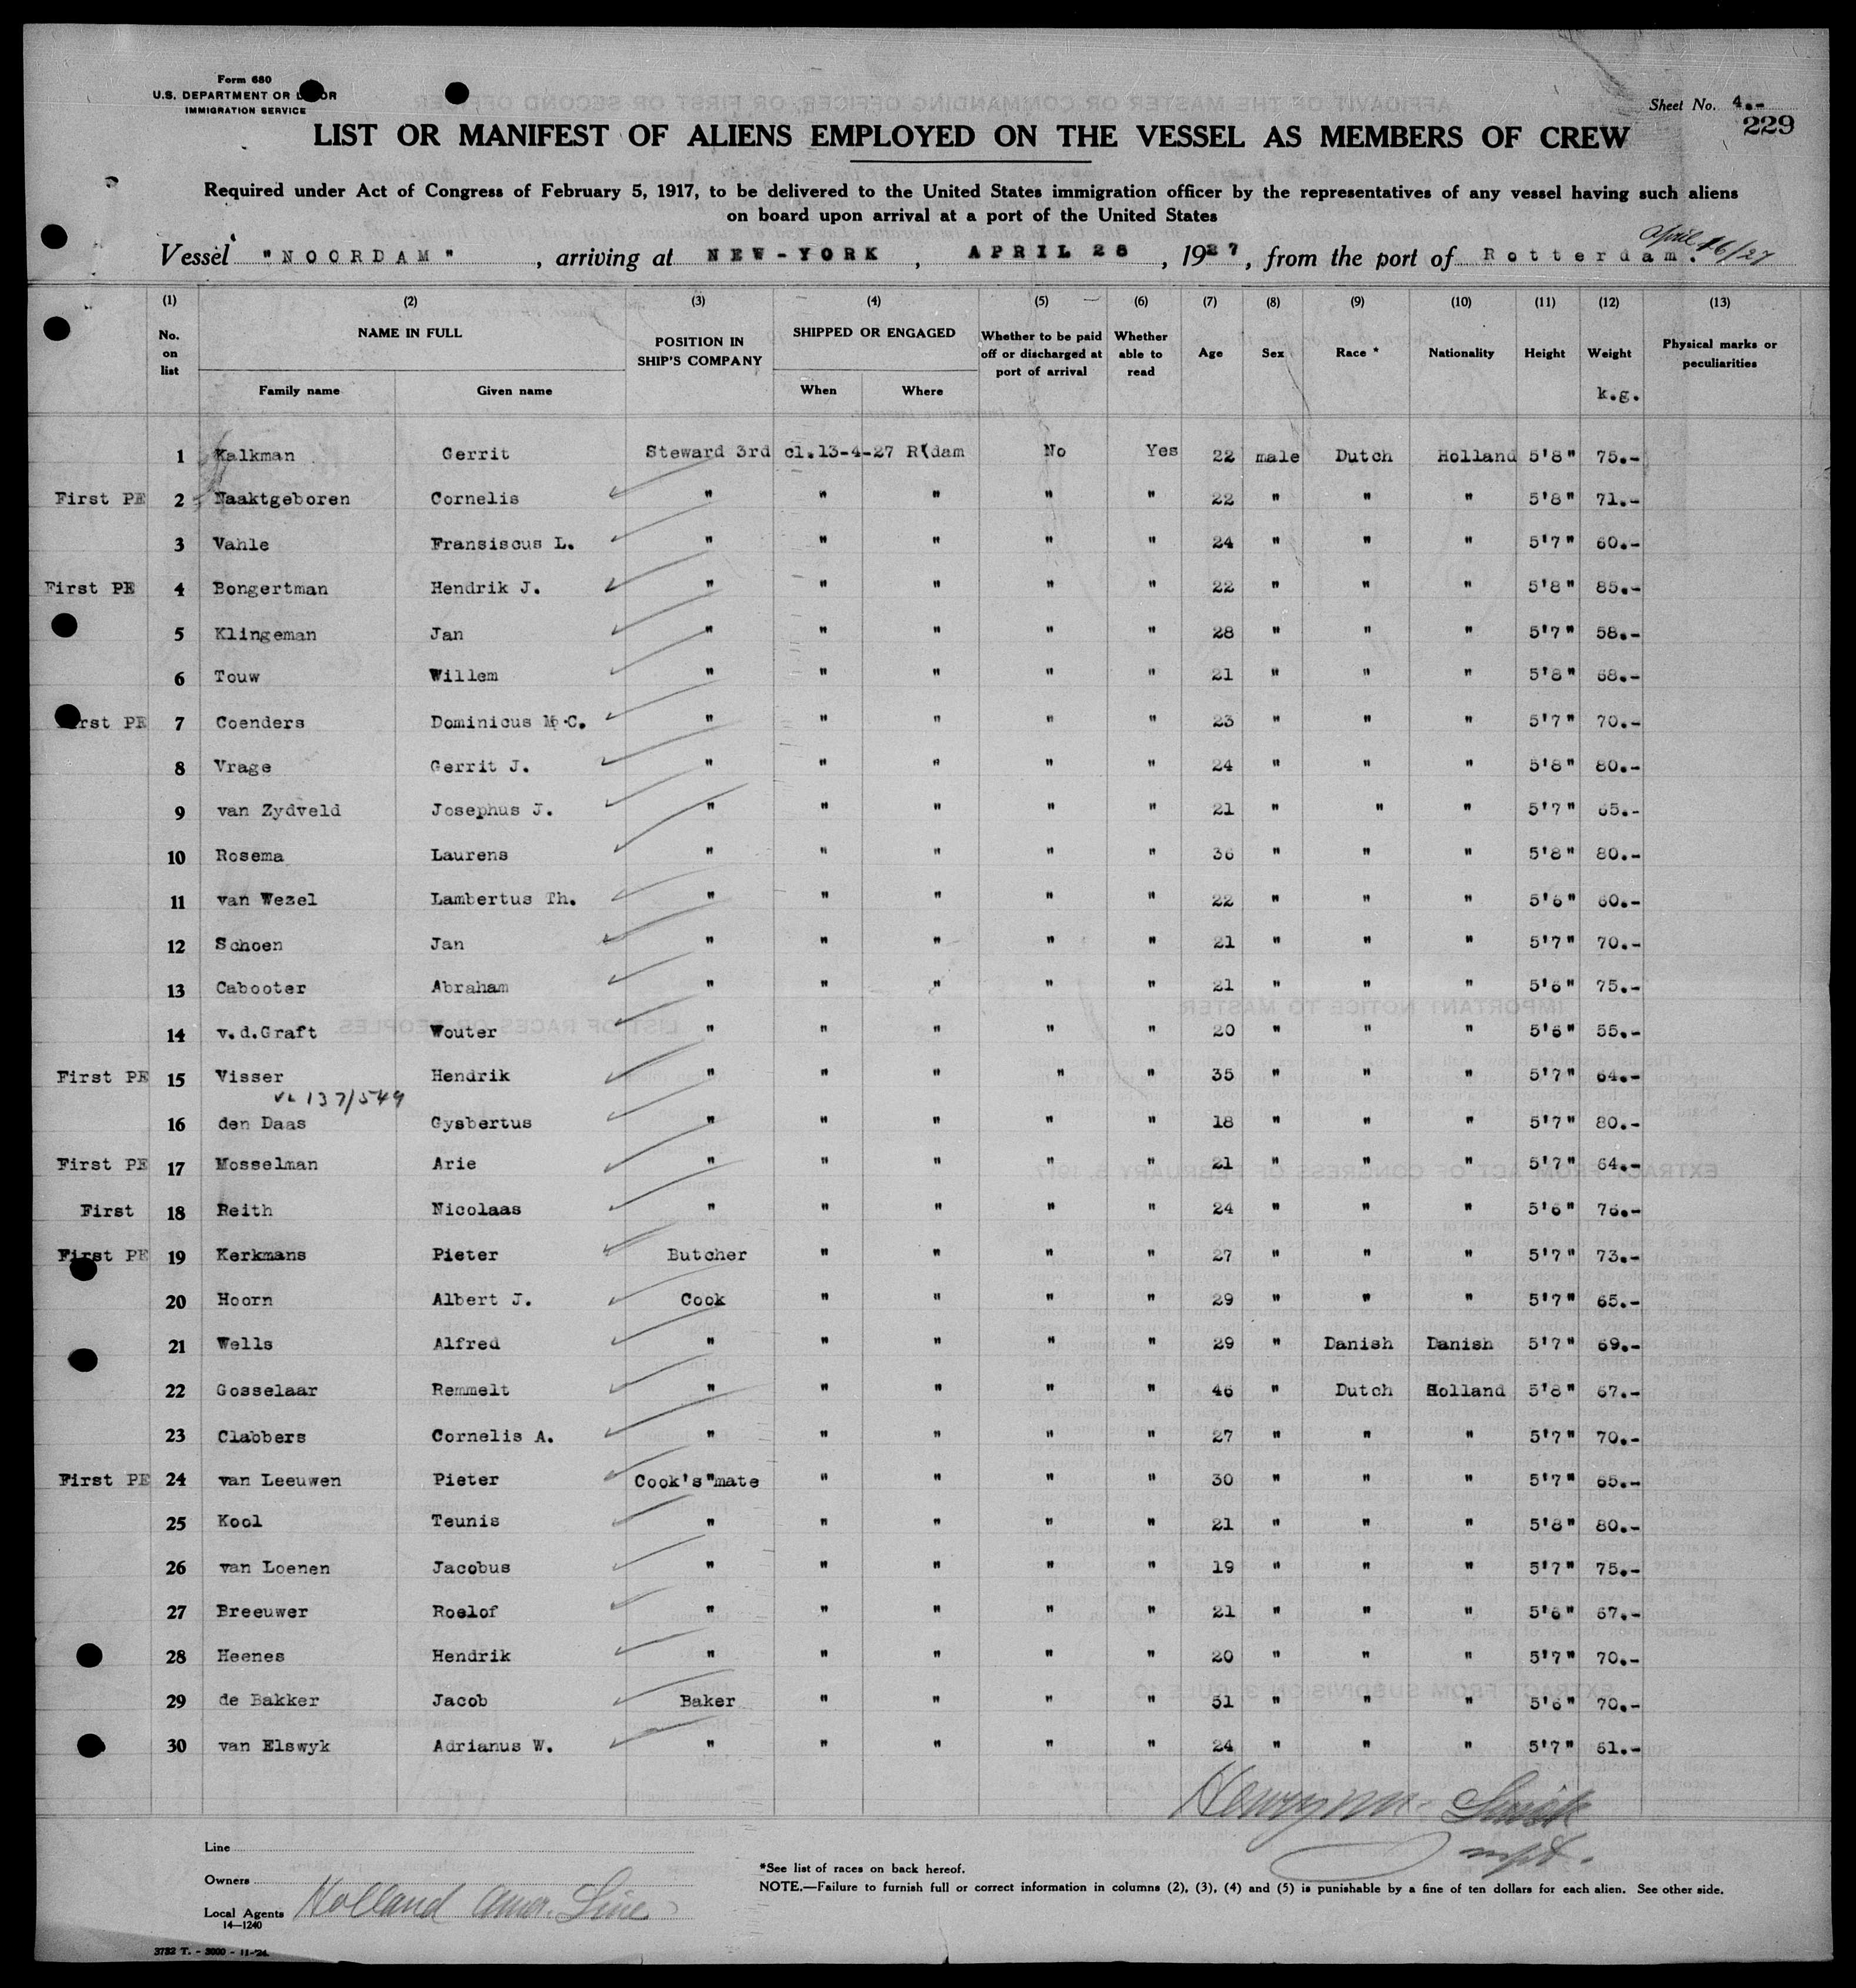 Form 680
U.S. DEPARTMENT OR LABOR
IMMIGRATION SERVICE
Sheet No. 4.-
229
LIST OR MANIFEST OF ALIENS EMPLOYED ON THE VESSEL AS MEMBERS OF CREW
Required under Act of Congress of February 5, 1917, to be delivered to the United States immigration officer by the representatives of any vessel having such aliens
on board upon arrival at a port of the United States
Vessel "NOORDAM", arriving at NEW-YORK, APRIL 28, 1927, from the port of Rotterdam. April 16/27
(1) (2) (3) (4) (5) (6) (7) (8) (9) (10) (11) (12) (13)
No. on list NAME IN FULL POSITION IN SHIP'S COMPANY SHIPPED OR ENGAGED Whether to be paid off or discharged at port of arrival Whether able to read Age Sex Race * Nationality Height Weight Physical marks or peculiarities
Family name Given name When Where k.g.
1 Kalkman Gerrit Steward 3rd cl. 13-4-27 R'dam No Yes 22 male Dutch Holland 5'8" 75.-
First PE 2 Naaktgeboren Cornelis " " " " " 22 " " " 5'8" 71.-
3 Vahle Fransiscus L. " " " " " 24 " " " 5'7" 60.-
First PE 4 Bongertman Hendrik J. " " " " " 22 " " " 5'8" 85.-
5 Klingeman Jan " " " " " 28 " " " 5'7" 58.-
6 Touw Willem " " " " " 21 " " " 5'8" 68.-
First PE 7 Coenders Dominicus M.C. " " " " " 23 " " " 5'7" 70.-
8 Vrage Gerrit J. " " " " " 24 " " " 5'8" 80.-
9 van Zydveld Josephus J. " " " " " 21 " " " 5'7" 65.-
10 Rosema Laurens " " " " " 36 " " " 5'8" 80.-
11 van Wezel Lambertus Th. " " " " " 22 " " " 5'6" 60.-
12 Schoen Jan " " " " " 21 " " " 5'7" 70.-
13 Cabooter Abraham " " " " " 21 " " " 5'6" 75.-
14 v.d.Graft Wouter " " " " " 20 " " " 5'6" 55.-
First PE 15 Visser Hendrik " " " " " 35 " " " 5'7" 64.-
137/549
16 den Daas Gysbertus " " " " " 18 " " " 5'7" 80.-
First PE 17 Mosselman Arie " " " " " 21 " " " 5'7" 64.-
First 18 Reith Nicolaas " " " " " 24 " " " 5'6" 76.-
First PE 19 Kerkmans Pieter Butcher " " " " 27 " " " 5'7" 73.-
20 Hoorn Albert J. Cook " " " " 29 " " " 5'7" 65.-
21 Wells Alfred " " " " " 29 " Danish Danish 5'7" 69.-
22 Gosselaar Remmelt " " " " " 46 " Dutch Holland 5'8" 67.-
23 Clabbers Cornelis A. " " " " " 27 " " " 5'7" 70.-
First PE 24 van Leeuwen Pieter Cook's"mate " " " " 30 " " " 5'7" 65.-
25 Kool Teunis " " " " " 21 " " " 5'8" 80.-
26 van Loenen Jacobus " " " " " 19 " " " 5'7" 75.-
27 Breeuwer Roelof " " " " " 21 " " " 5'6" 67.-
28 Heenes Hendrik " " " " " 20 " " " 5'7" 70.-
29 de Bakker Jacob Baker " " " " 51 " " " 5'6" 70.-
30 van Elswyk Adrianus W. " " " " " 24 " " " 5'7" 61.-
Line
Owners
Local Agents Holland Amer. Line
14—1240
*See list of races on back hereof.
NOTE.—Failure to furnish full or correct information in columns (2), (3), (4) and (5) is punishable by a fine of ten dollars for each alien. See other side.
3782 T. - 3000 - 11-'24.